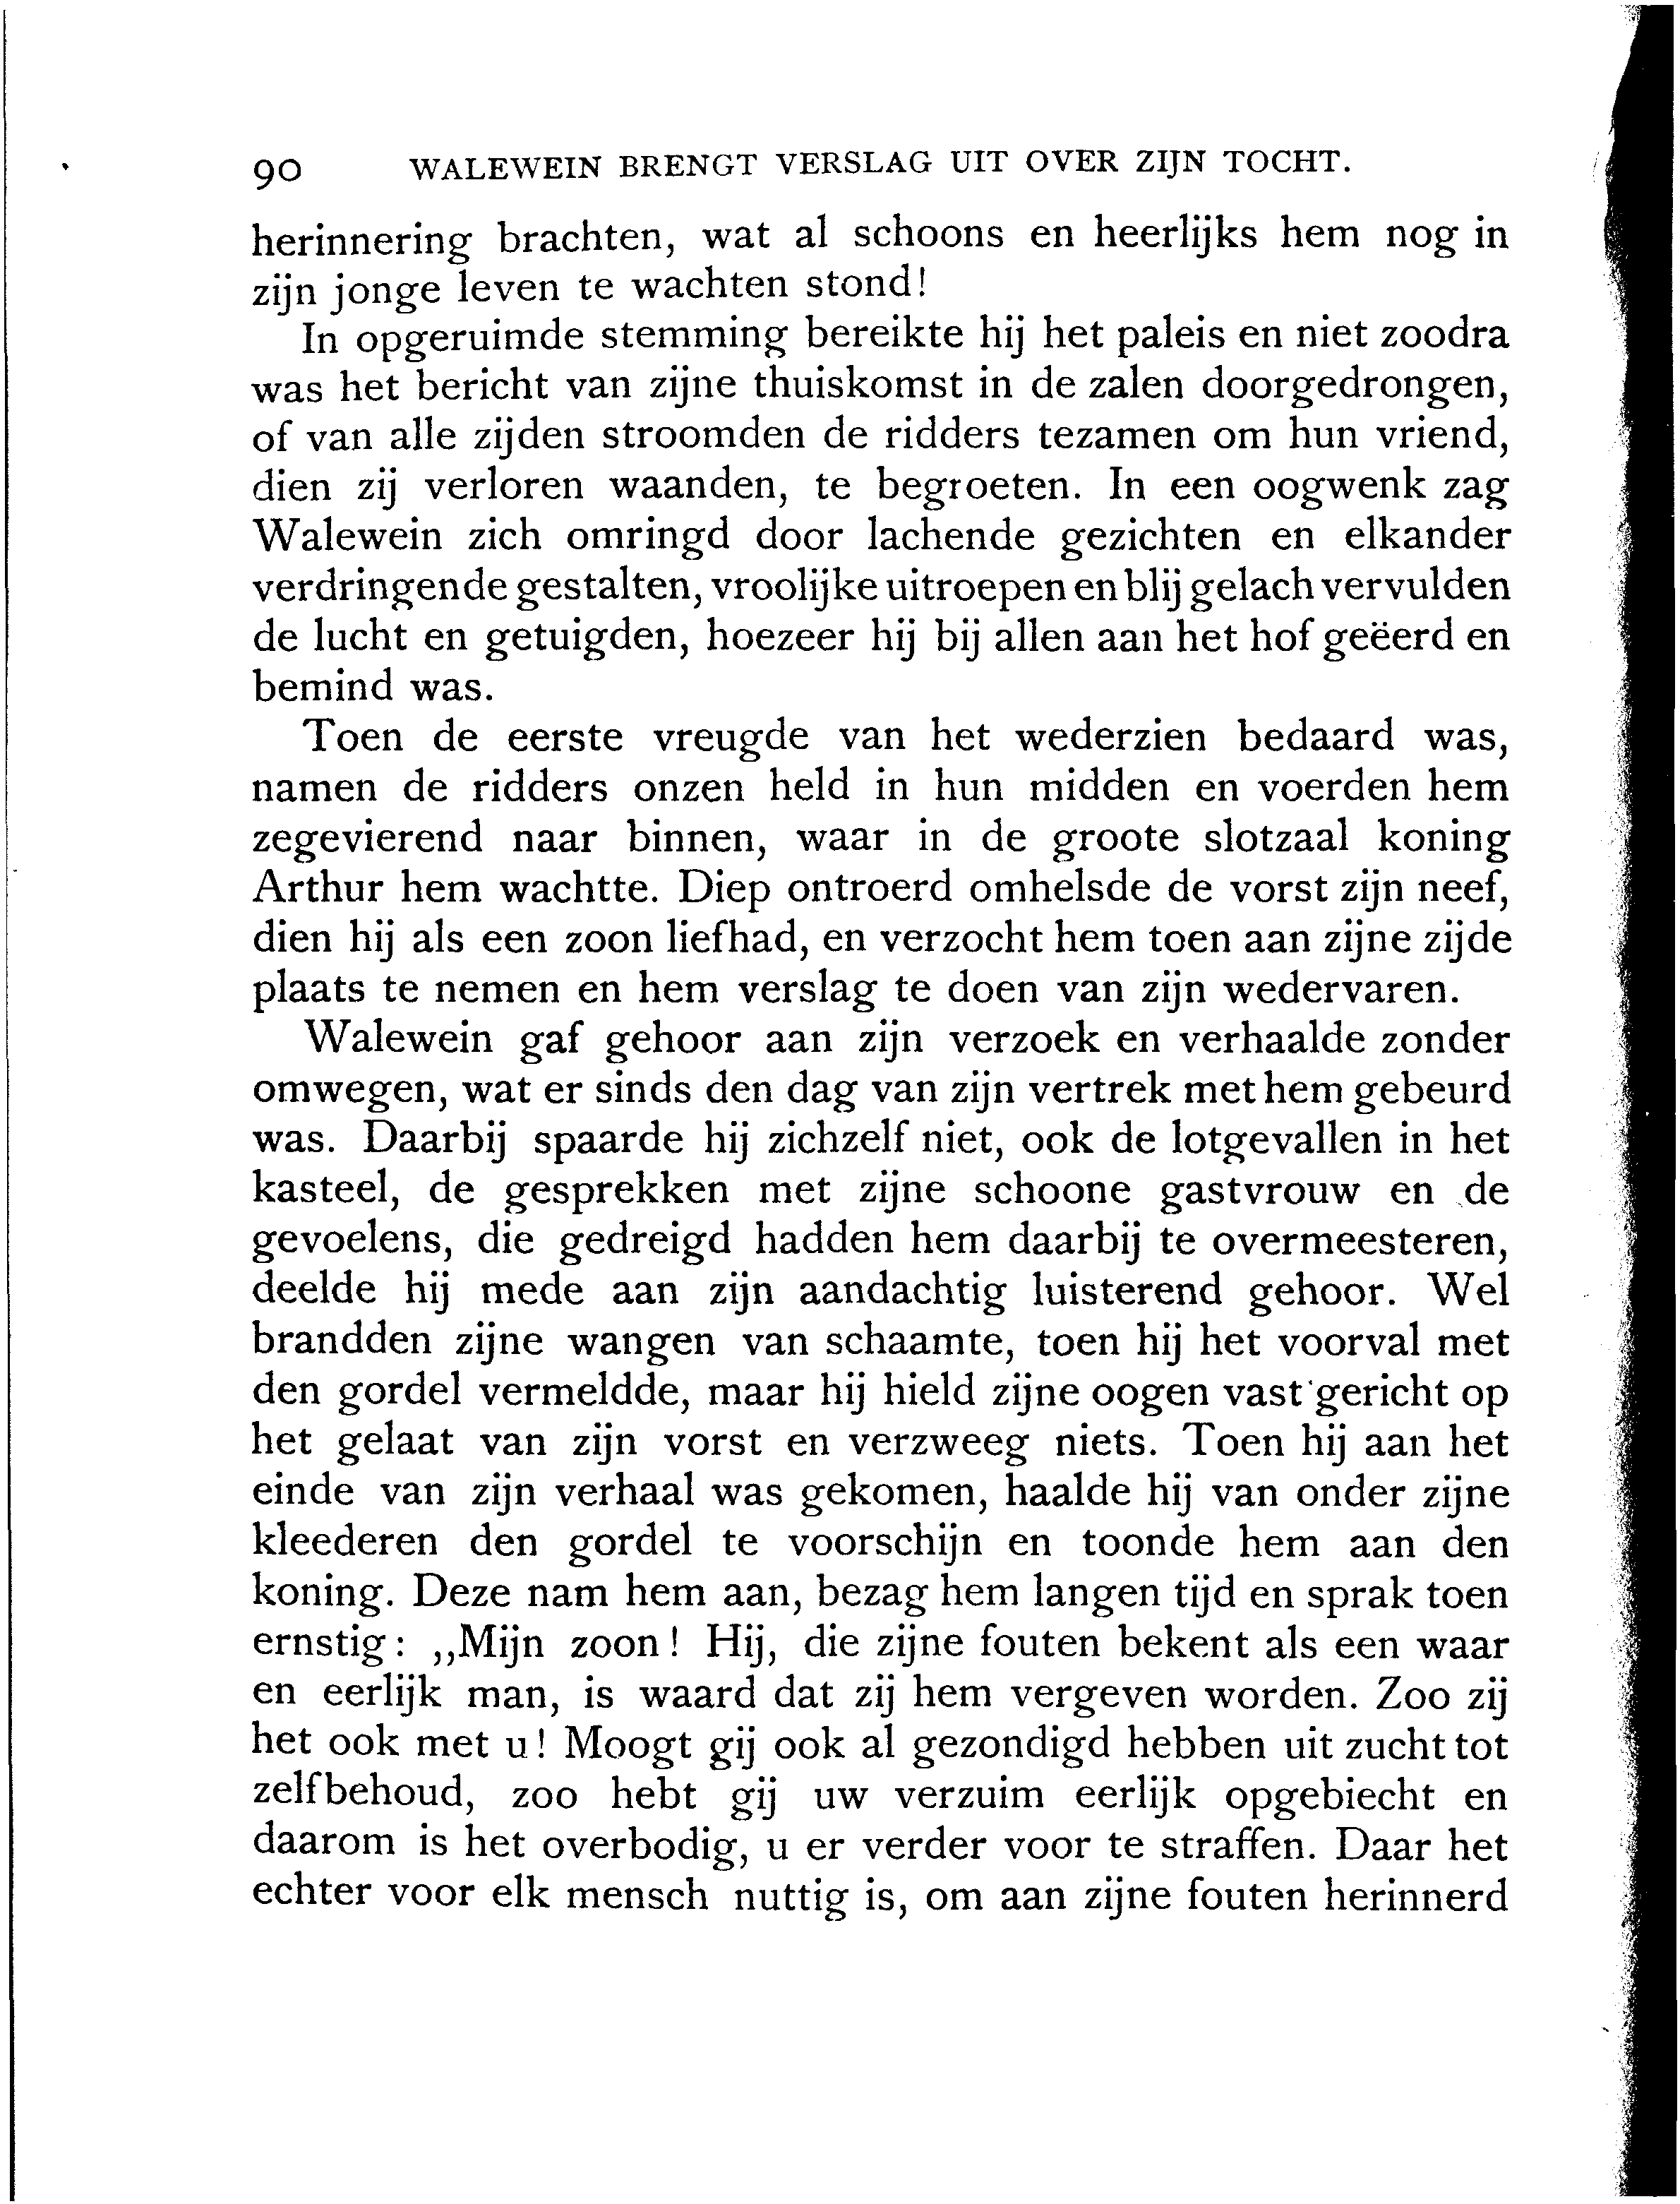 90 WALEWEIN BRENGT VERSLAG UIT OVER ZIJN TOCHT.
herinnering brachten, wat al schoons en heerlijks hem nog in
zijn jonge leven te wachten stond!
In opgeruimde stemming bereikte hij het paleis en niet zoodra
was het bericht van zijne thuiskomst in de zalen doorgedrongen,
of van alle zijden stroomden de ridders tezamen om hun vriend,
dien zij verloren waanden, te begroeten. In een oogwenk zag
Walewein zich omringd door lachende gezichten en elkander
verdringende gestalten, vroolijke uitroepen en blij gelach vervulden
de lucht en getuigden, hoezeer hij bij allen aan het hof geëerd en
bemind was.
Toen de eerste vreugde van het wederzien bedaard was,
namen de ridders onzen held in hun midden en voerden hem
zegevierend naar binnen, waar in de groote slotzaal koning
Arthur hem wachtte. Diep ontroerd omhelsde de vorst zijn neef,
dien hij als een zoon liefhad, en verzocht hem toen aan zijne zijde
plaats te nemen en hem verslag te doen van zijn wedervaren.
Walewein gaf gehoor aan zijn verzoek en verhaalde zonder
omwegen, wat er sinds den dag van zijn vertrek met hem gebeurd
was. Daarbij spaarde hij zichzelf niet, ook de lotgevallen in het
kasteel, de gesprekken met zijne schoone gastvrouw en de
gevoelens, die gedreigd hadden hem daarbij te overmeesteren,
deelde hij mede aan zijn aandachtig luisterend gehoor. Wel
brandden zijne wangen van schaamte, toen hij het voorval met
den gordel vermeldde, maar hij hield zijne oogen vast gericht op
het gelaat van zijn vorst en verzweeg niets. Toen hij aan het
einde van zijn verhaal was gekomen, haalde hij van onder zijne
kleederen den gordel te voorschijn en toonde hem aan den
koning. Deze nam hem aan, bezag hem langen tijd en sprak toen
ernstig: ,,Mijn zoon! Hij, die zijne fouten bekent als een waar
en eerlijk man, is waard dat zij hem vergeven worden. Zoo zij
het ook met u! Moogt gij ook al gezondigd hebben uit zucht tot
zelfbehoud, zoo hebt gij uw verzuim eerlijk opgebiecht en
daarom is het overbodig, u er verder voor te straffen. Daar het
echter voor elk mensch nuttig is, om aan zijne fouten herinnerd